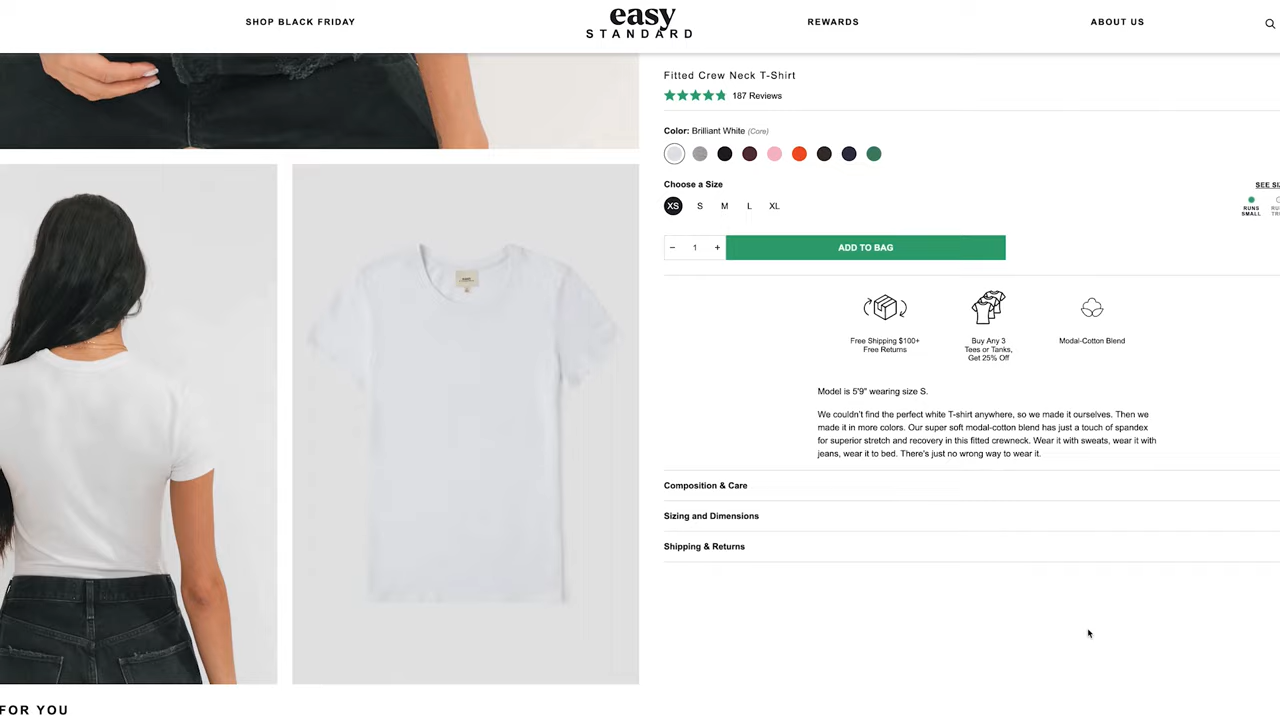 SHOP BLACK FRIDAY
easy
STANDARD
REWARDS
ABOUT US
Fitted Crew Neck T-Shirt
187 Reviews
Color: Brilliant White (Core)
Choose a Size
SEE SI
XS S M L XL
RUNS
SMALL
− 1 +
ADD TO BAG
Free Shipping $100+
Free Returns
Buy Any 3
Tees or Tanks,
Get 25% Off
Modal-Cotton Blend
Model is 5'9" wearing size S.
We couldn't find the perfect white T-shirt anywhere, so we made it ourselves. Then we
made it in more colors. Our super soft modal-cotton blend has just a touch of spandex
for superior stretch and recovery in this fitted crewneck. Wear it with sweats, wear it with
jeans, wear it to bed. There's just no wrong way to wear it.
Composition & Care
Sizing and Dimensions
Shipping & Returns
FOR YOU